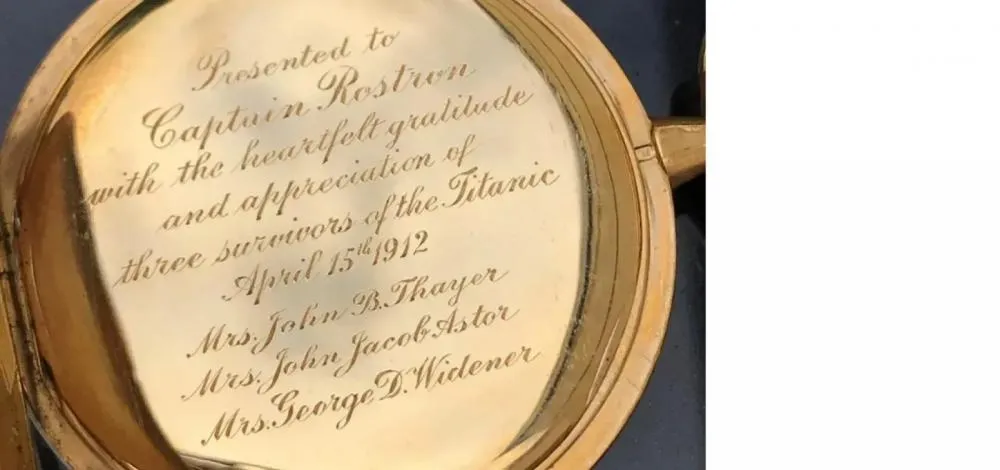 Presented to
Captain Rostron
with the heartfelt gratitude
and appreciation of
three survivors of the Titanic
April 15th 1912
Mrs. John B. Thayer
Mrs. John Jacob Astor
Mrs. George D. Widener